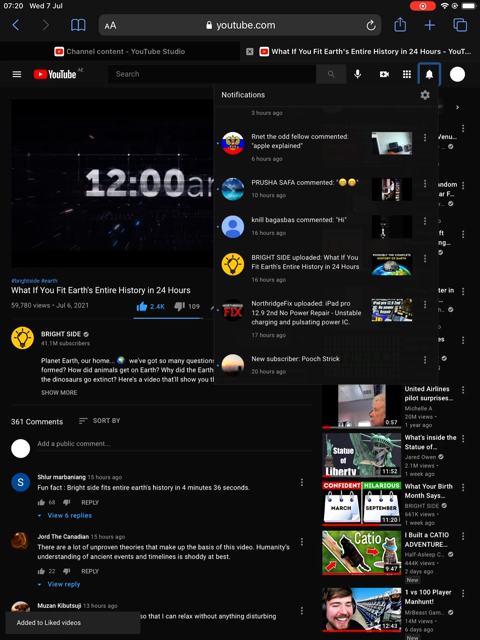 07:20 Wed 7 Jul
AA
youtube.com
Channel content - YouTube Studio
What If You Fit Earth's Entire History in 24 Hours - YouT...
YouTube AE
Search
Notifications
3 hours ago
Rnet the odd fellow commented:
"apple explained"
6 hours ago
PRUSHA SAFA commented: "😁😁"
10 hours ago
knill bagasbas commented: "Hi"
16 hours ago
BRIGHT SIDE uploaded: What If You
Fit Earth's Entire History in 24 Hours
16 hours ago
NorthridgeFix uploaded: iPad pro
12.9 2nd No Power Repair - Unstable
charging and pulsating power IC.
17 hours ago
New subscriber: Pooch Strick
20 hours ago
12:00am
#brightside #earth
What If You Fit Earth's Entire History in 24 Hours
59,780 views • Jul 6, 2021
2.4K
109
BRIGHT SIDE
41.1M subscribers
Planet Earth, our home... 🌍 we've got so many questions
formed? How did animals get on Earth? Why did the Eart
the dinosaurs go extinct? Here's a video that'll show you t
SHOW MORE
361 Comments
SORT BY
Add a public comment...
Shlur marbaniang 15 hours ago
Fun fact : Bright side fits entire earth's history in 4 minutes 36 seconds.
68
REPLY
View 6 replies
Jord The Canadian 15 hours ago
There are a lot of unproven theories that make up the basis of this video. Humanity's
understanding of ancient events and timelines is shoddy at best.
22
REPLY
View reply
Muzan Kibutsuji 13 hours ago
so that I can relax without anything disturbing
Added to Liked videos
United Airlines
pilot surprises...
Michelle A
20M views •
1 year ago
0:57
Statue
of
Liberty
11:52
What's inside the
Statue of...
Jared Owen
2.1M views •
1 week ago
CONFIDENT HILARIOUS
MARCH SEPTEMBER
11:20
What Your Birth
Month Says...
BRIGHT SIDE
661K views •
1 week ago
Catio
9:47
I Built a CATIO
ADVENTURE...
Half-Asleep C...
444K views •
2 days ago
New
12:43
1 vs 100 Player
Manhunt!
MrBeast Gam...
14M views •
6 days ago
New